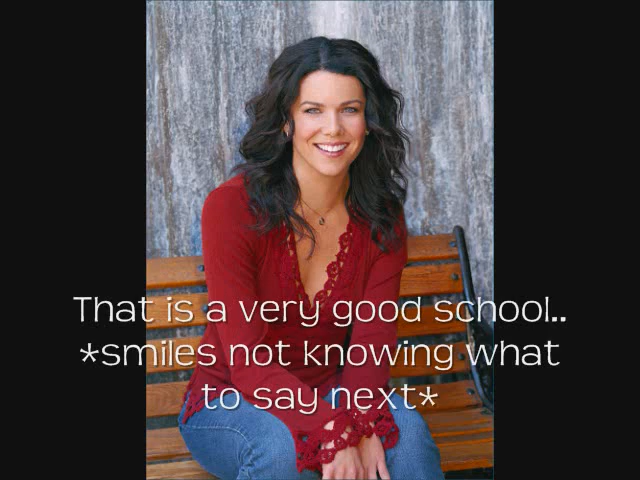 That is a very good school..
*smiles not knowing what
to say next*